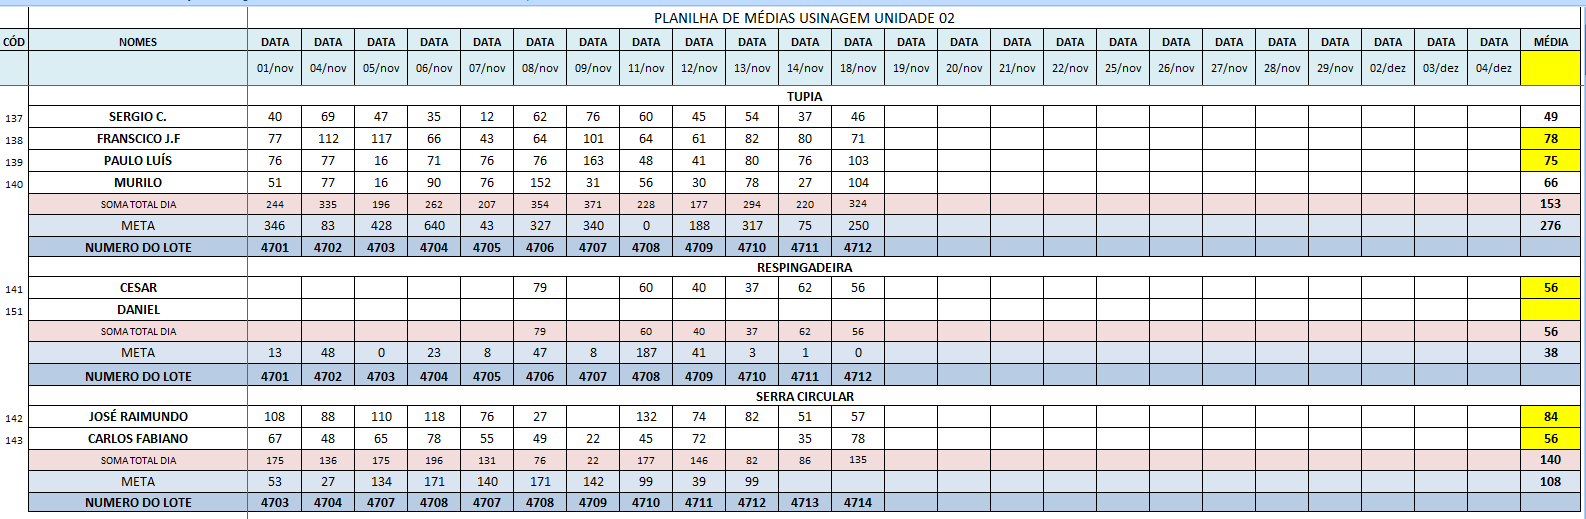 PLANILHA DE MÉDIAS USINAGEM UNIDADE 02
CÓD NOMES DATA DATA DATA DATA DATA DATA DATA DATA DATA DATA DATA DATA DATA DATA DATA DATA DATA DATA DATA DATA DATA DATA DATA DATA MÉDIA
01/nov 04/nov 05/nov 06/nov 07/nov 08/nov 09/nov 11/nov 12/nov 13/nov 14/nov 18/nov 19/nov 20/nov 21/nov 22/nov 25/nov 26/nov 27/nov 28/nov 29/nov 02/dez 03/dez 04/dez
TUPIA
137 SERGIO C. 40 69 47 35 12 62 76 60 45 54 37 46 49
138 FRANSCICO J.F 77 112 117 66 43 64 101 64 61 82 80 71 78
139 PAULO LUÍS 76 77 16 71 76 76 163 48 41 80 76 103 75
140 MURILO 51 77 16 90 76 152 31 56 30 78 27 104 66
SOMA TOTAL DIA 244 335 196 262 207 354 371 228 177 294 220 324 153
META 346 83 428 640 43 327 340 0 188 317 75 250 276
NUMERO DO LOTE 4701 4702 4703 4704 4705 4706 4707 4708 4709 4710 4711 4712
RESPINGADEIRA
141 CESAR 79 60 40 37 62 56 56
151 DANIEL
SOMA TOTAL DIA 79 60 40 37 62 56 56
META 13 48 0 23 8 47 8 187 41 3 1 0 38
NUMERO DO LOTE 4701 4702 4703 4704 4705 4706 4707 4708 4709 4710 4711 4712
SERRA CIRCULAR
142 JOSÉ RAIMUNDO 108 88 110 118 76 27 132 74 82 51 57 84
143 CARLOS FABIANO 67 48 65 78 55 49 22 45 72 35 78 56
SOMA TOTAL DIA 175 136 175 196 131 76 22 177 146 82 86 135 140
META 53 27 134 171 140 171 142 99 39 99 108
NUMERO DO LOTE 4703 4704 4707 4708 4707 4708 4709 4710 4711 4712 4713 4714